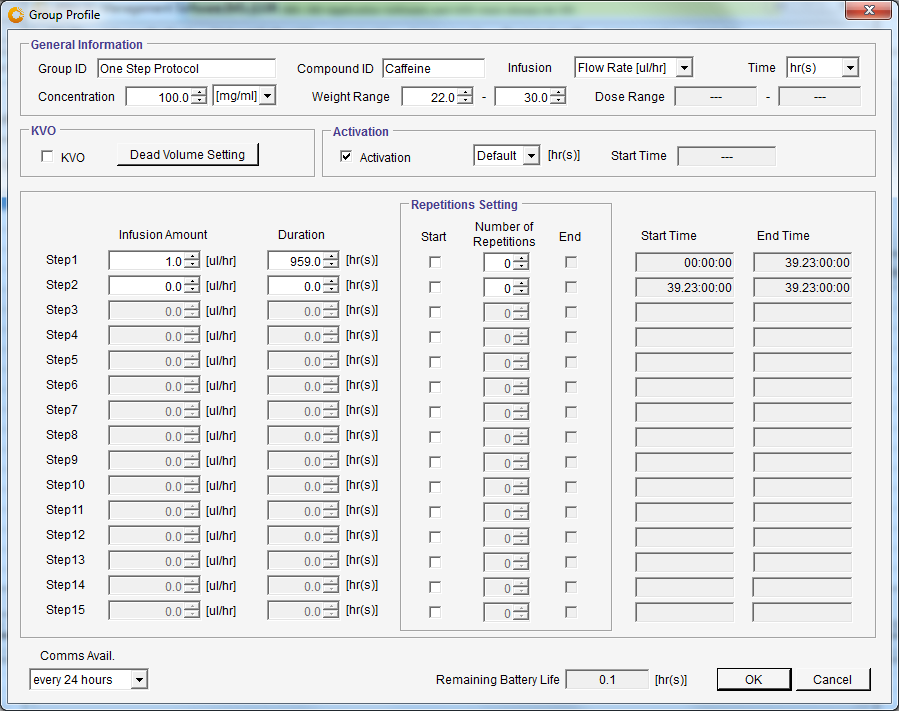 Group Profile
General Information
Group ID One Step Protocol Compound ID Caffeine Infusion Flow Rate [ul/hr] Time hr(s)
Concentration 100.0 [mg/ml] Weight Range 22.0 - 30.0 Dose Range --- - ---
KVO Activation
KVO Dead Volume Setting Activation Default [hr(s)] Start Time ---
Repetitions Setting
Infusion Amount Duration Start Number of Repetitions End Start Time End Time
Step1 1.0 [ul/hr] 959.0 [hr(s)] 0 00:00:00 39.23:00:00
Step2 0.0 [ul/hr] 0.0 [hr(s)] 0 39.23:00:00 39.23:00:00
Step3 0.0 [ul/hr] 0.0 [hr(s)] 0
Step4 0.0 [ul/hr] 0.0 [hr(s)] 0
Step5 0.0 [ul/hr] 0.0 [hr(s)] 0
Step6 0.0 [ul/hr] 0.0 [hr(s)] 0
Step7 0.0 [ul/hr] 0.0 [hr(s)] 0
Step8 0.0 [ul/hr] 0.0 [hr(s)] 0
Step9 0.0 [ul/hr] 0.0 [hr(s)] 0
Step10 0.0 [ul/hr] 0.0 [hr(s)] 0
Step11 0.0 [ul/hr] 0.0 [hr(s)] 0
Step12 0.0 [ul/hr] 0.0 [hr(s)] 0
Step13 0.0 [ul/hr] 0.0 [hr(s)] 0
Step14 0.0 [ul/hr] 0.0 [hr(s)] 0
Step15 0.0 [ul/hr] 0.0 [hr(s)] 0
Comms Avail.
every 24 hours Remaining Battery Life 0.1 [hr(s)] OK Cancel